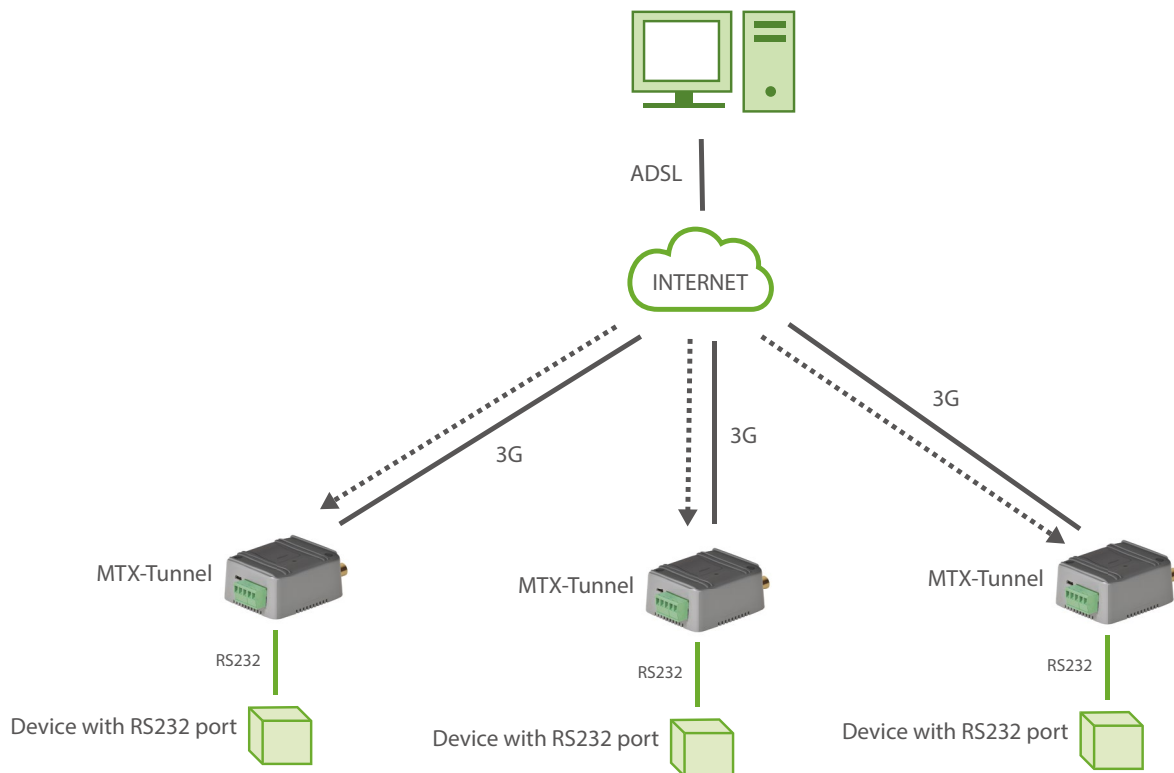 ADSL
INTERNET
3G
3G
3G
MTX-Tunnel
MTX-Tunnel
MTX-Tunnel
RS232
RS232
RS232
Device with RS232 port
Device with RS232 port
Device with RS232 port